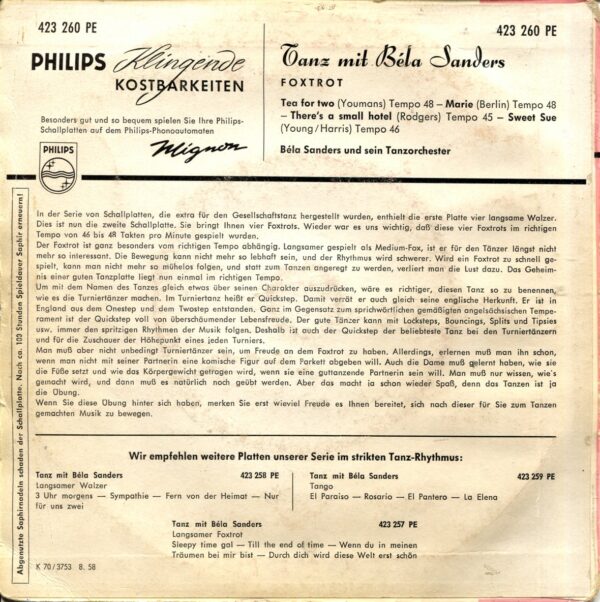 423 260 PE
423 260 PE
PHILIPS Klingende
KOSTBARKEITEN
Besonders gut und so bequem spielen Sie Ihre Philips-
Schallplatten auf dem Philips-Phonoautomaten
Mignon
PHILIPS
Tanz mit Béla Sanders
FOXTROT
Tea for two (Youmans) Tempo 48 — Marie (Berlin) Tempo 48
— There's a small hotel (Rodgers) Tempo 45 — Sweet Sue
(Young/Harris) Tempo 46
Béla Sanders und sein Tanzorchester
Abgenutzte Saphirnadeln schaden der Schallplatte. Nach ca. 103 Stunden Spieldauer Saphir erneuern!
In der Serie von Schallplatten, die extra für den Gesellschaftstanz hergestellt wurden, enthielt die erste Platte vier langsame Walzer.
Dies ist nun die zweite Schallplatte. Sie bringt Ihnen vier Foxtrots. Wieder war es uns wichtig, daß diese vier Foxtrots im richtigen
Tempo von 46 bis 48 Takten pro Minute gespielt wurden.
Der Foxtrot ist ganz besonders vom richtigen Tempo abhängig. Langsamer gespielt als Medium-Fox, ist er für den Tänzer längst nicht
mehr so interessant. Die Bewegung kann nicht mehr so lebhaft sein, und der Rhythmus wird schwerer. Wird ein Foxtrot zu schnell ge-
spielt, kann man nicht mehr so mühelos folgen, und statt zum Tanzen angeregt zu werden, verliert man die Lust dazu. Das Geheim-
nis einer guten Tanzplatte liegt nun einmal im richtigen Tempo.
Um mit dem Namen des Tanzes gleich etwas über seinen Charakter auszudrücken, wäre es richtiger, diesen Tanz so zu benennen,
wie es die Turniertänzer machen. Im Turniertanz heißt er Quickstep. Damit verrät er auch gleich seine englische Herkunft. Er ist in
England aus dem Onestep und dem Twostep entstanden. Ganz im Gegensatz zum sprichwörtlichen gemäßigten angelsächsischen Tempe-
rament ist der Quickstep voll von überschäumender Lebensfreude. Der gute Tänzer kann mit Locksteps, Bouncings, Splits und Tipsies
usw. immer den spritzigen Rhythmen der Musik folgen. Deshalb ist auch der Quickstep der beliebteste Tanz bei den Turniertänzern
und für die Zuschauer der Höhepunkt eines jeden Turniers.
Man muß aber nicht unbedingt Turniertänzer sein, um Freude an dem Foxtrot zu haben. Allerdings, erlernen muß man ihn schon,
wenn man nicht mit seiner Partnerin eine komische Figur auf dem Parkett abgeben will. Auch die Dame muß gelernt haben, wie sie
die Füße setzt und wie das Körpergewicht getragen wird, wenn sie eine guttanzende Partnerin sein will. Man muß nur wissen, wie's
gemacht wird, und dann muß es natürlich noch geübt werden. Aber das macht ja schon wieder Spaß, denn das Tanzen ist ja
die Übung.
Wenn Sie diese Übung hinter sich haben, merken Sie erst wieviel Freude es Ihnen bereitet, sich nach dieser für Sie zum Tanzen
gemachten Musik zu bewegen.
Wir empfehlen weitere Platten unserer Serie im strikten Tanz-Rhythmus:
Tanz mit Béla Sanders 423 258 PE
Langsamer Walzer
3 Uhr morgens — Sympathie — Fern von der Heimat — Nur
für uns zwei
Tanz mit Béla Sanders 423 259 PE
Tango
El Paraiso — Rosario — El Pantero — La Elena
Tanz mit Béla Sanders 423 257 PE
Langsamer Foxtrot
Sleepy time gal — Till the end of time — Wenn du in meinen
Träumen bei mir bist — Durch dich wird diese Welt erst schön
K 70/3753 8. 58